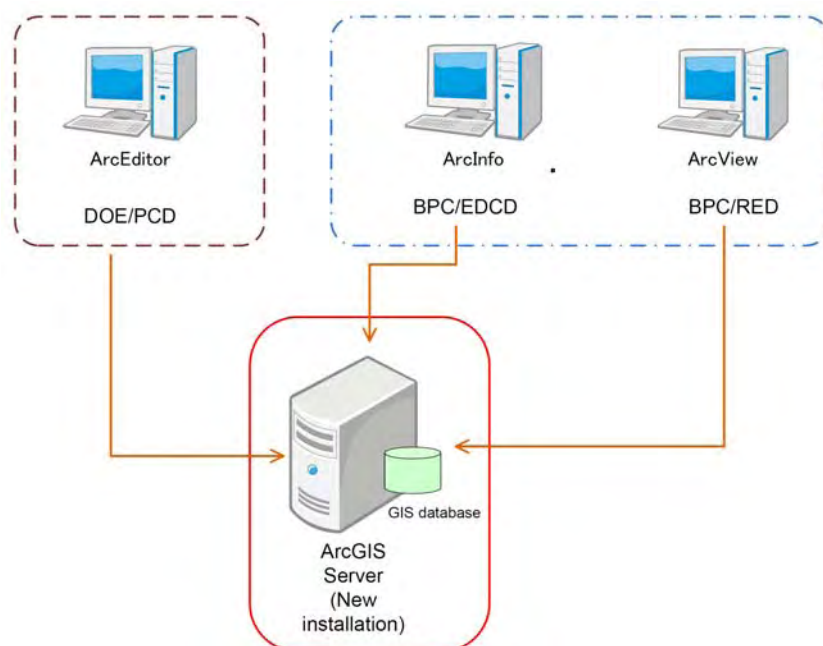 ArcEditor
DOE/PCD
ArcInfo
BPC/EDCD
ArcView
BPC/RED
GIS database
ArcGIS
Server
(New
installation)